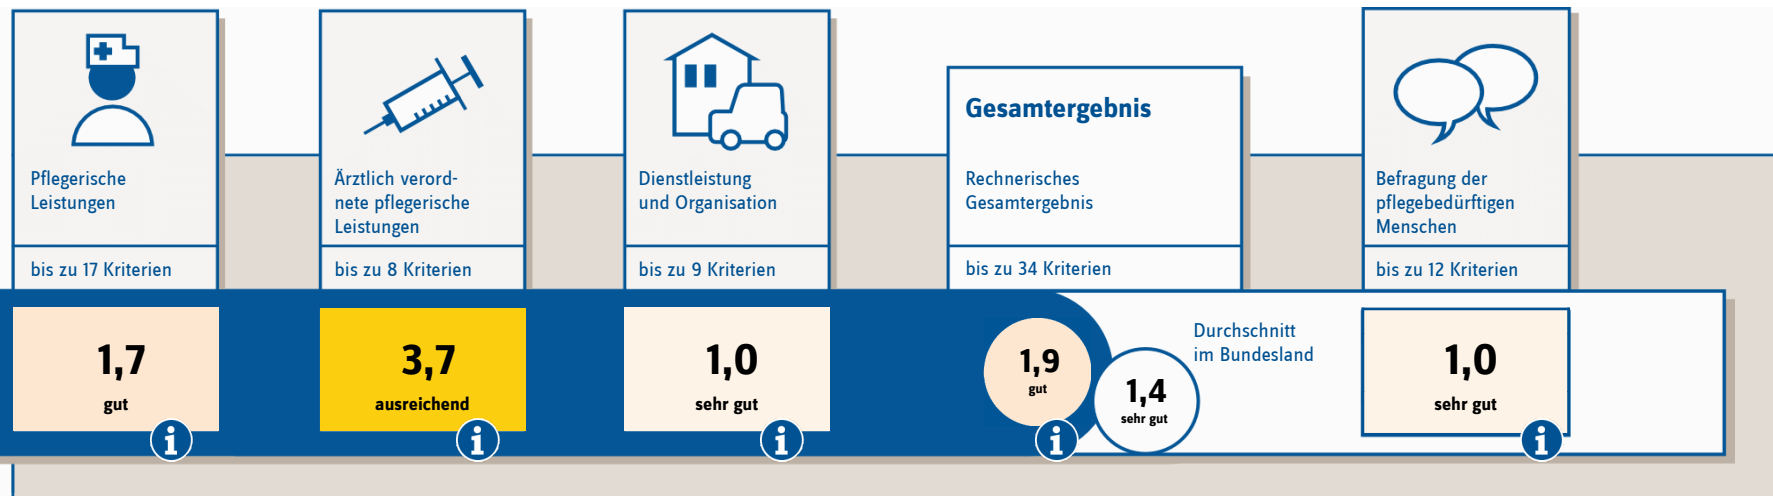 Pflegerische
Leistungen
bis zu 17 Kriterien
1,7
gut
i
Ärztlich verord-
nete pflegerische
Leistungen
bis zu 8 Kriterien
3,7
ausreichend
i
Dienstleistung
und Organisation
bis zu 9 Kriterien
1,0
sehr gut
i
Gesamtergebnis
Rechnerisches
Gesamtergebnis
bis zu 34 Kriterien
1,9
gut
i
Durchschnitt
im Bundesland
1,4
sehr gut
Befragung der
pflegebedürftigen
Menschen
bis zu 12 Kriterien
1,0
sehr gut
i